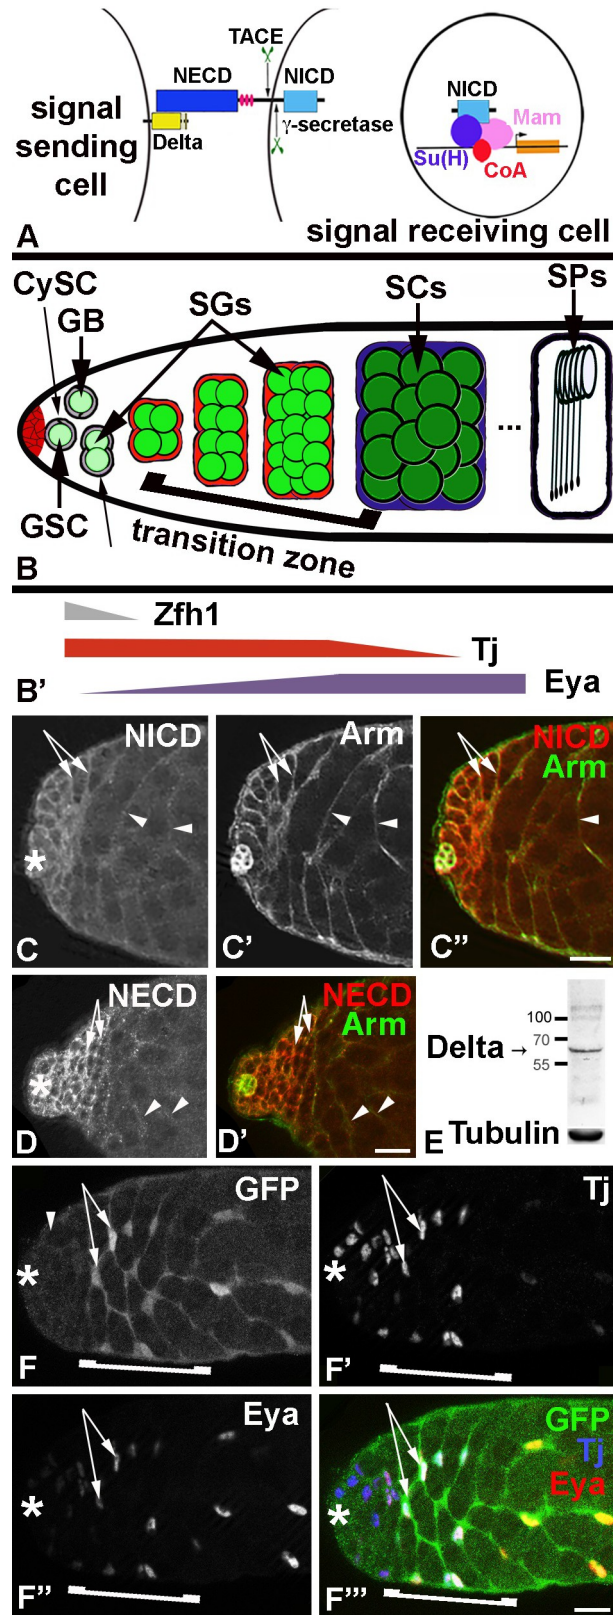 TACE
NECD
NICD
signal
sending
cell
Delta
γ-secretase
NICD
Mam
Su(H)
CoA
A
signal receiving cell
CySC
GB
SGs
SCs
SPs
...
GSC
transition zone
B
Zfh1
Tj
B’
Eya
NICD
Arm
NICD
Arm
*
C
C’
C”
NECD
NECD
Arm
100
70
Delta →
55
*
D
D’
E
Tubulin
GFP
Tj
*
*
F
F’
Eya
GFP
Tj
Eya
*
*
F”
F”’